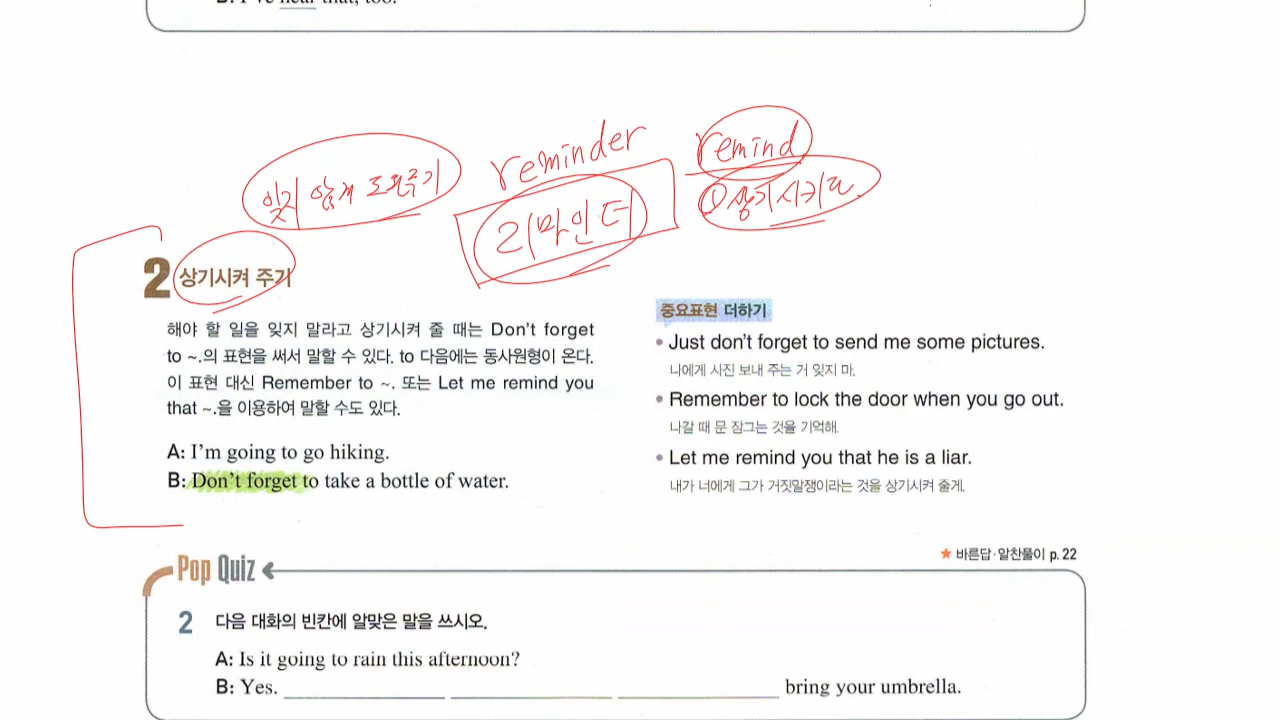 B: I've hear that, too.
잊지 않게 도와주기
reminder
remind
리마인더
① 상기시키다
2 상기시켜 주기
해야 할 일을 잊지 말라고 상기시켜 줄 때는 Don't forget
to ~.의 표현을 써서 말할 수 있다. to 다음에는 동사원형이 온다.
이 표현 대신 Remember to ~. 또는 Let me remind you
that ~.을 이용하여 말할 수도 있다.
A: I'm going to go hiking.
B: Don't forget to take a bottle of water.
중요표현 더하기
• Just don't forget to send me some pictures.
나에게 사진 보내 주는 거 잊지 마.
• Remember to lock the door when you go out.
나갈 때 문 잠그는 것을 기억해.
• Let me remind you that he is a liar.
내가 너에게 그가 거짓말쟁이라는 것을 상기시켜 줄게.
★ 바른답·알찬풀이 p. 22
Pop Quiz
2 다음 대화의 빈칸에 알맞은 말을 쓰시오.
A: Is it going to rain this afternoon?
B: Yes. ____________ ____________ ____________ bring your umbrella.